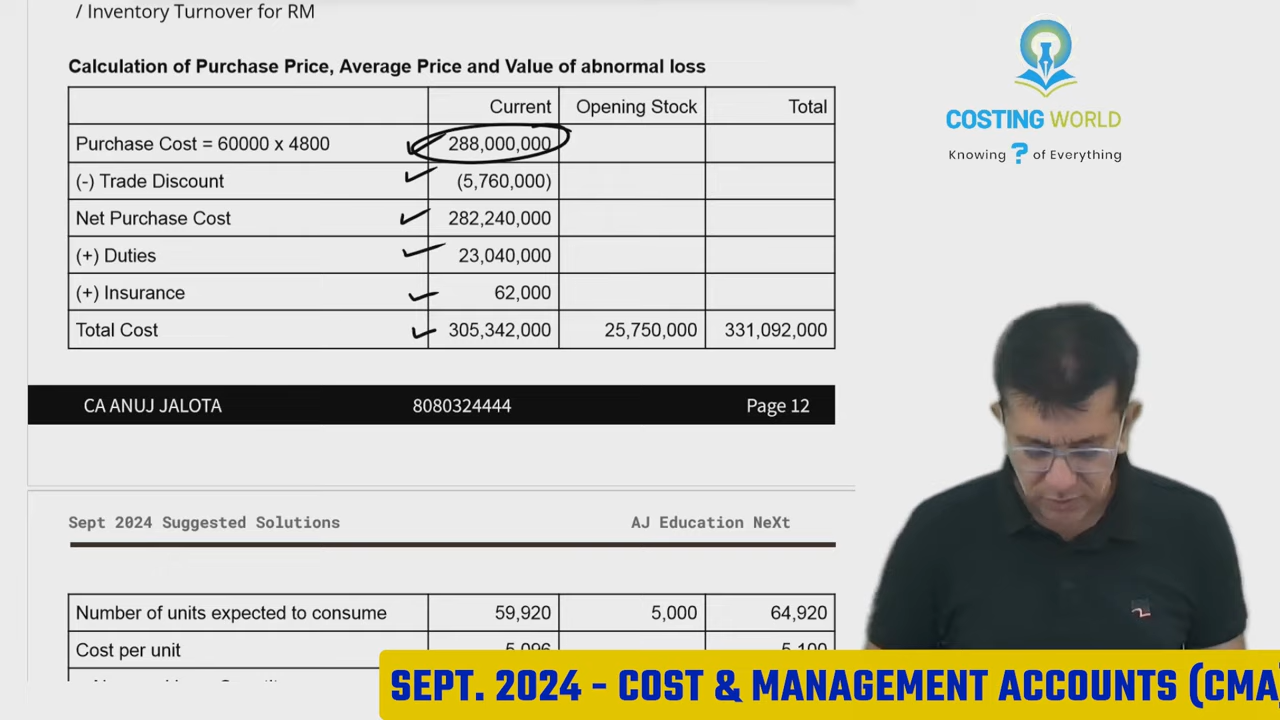 / Inventory Turnover for RM
Calculation of Purchase Price, Average Price and Value of abnormal loss
Current Opening Stock Total
Purchase Cost = 60000 x 4800 288,000,000
(-) Trade Discount (5,760,000)
Net Purchase Cost 282,240,000
(+) Duties 23,040,000
(+) Insurance 62,000
Total Cost 305,342,000 25,750,000 331,092,000
CA ANUJ JALOTA 8080324444 Page 12
Sept 2024 Suggested Solutions AJ Education NeXt
Number of units expected to consume 59,920 5,000 64,920
Cost per unit 5,096 5,100
COSTING WORLD
Knowing ? of Everything
SEPT. 2024 - COST & MANAGEMENT ACCOUNTS (CMA)